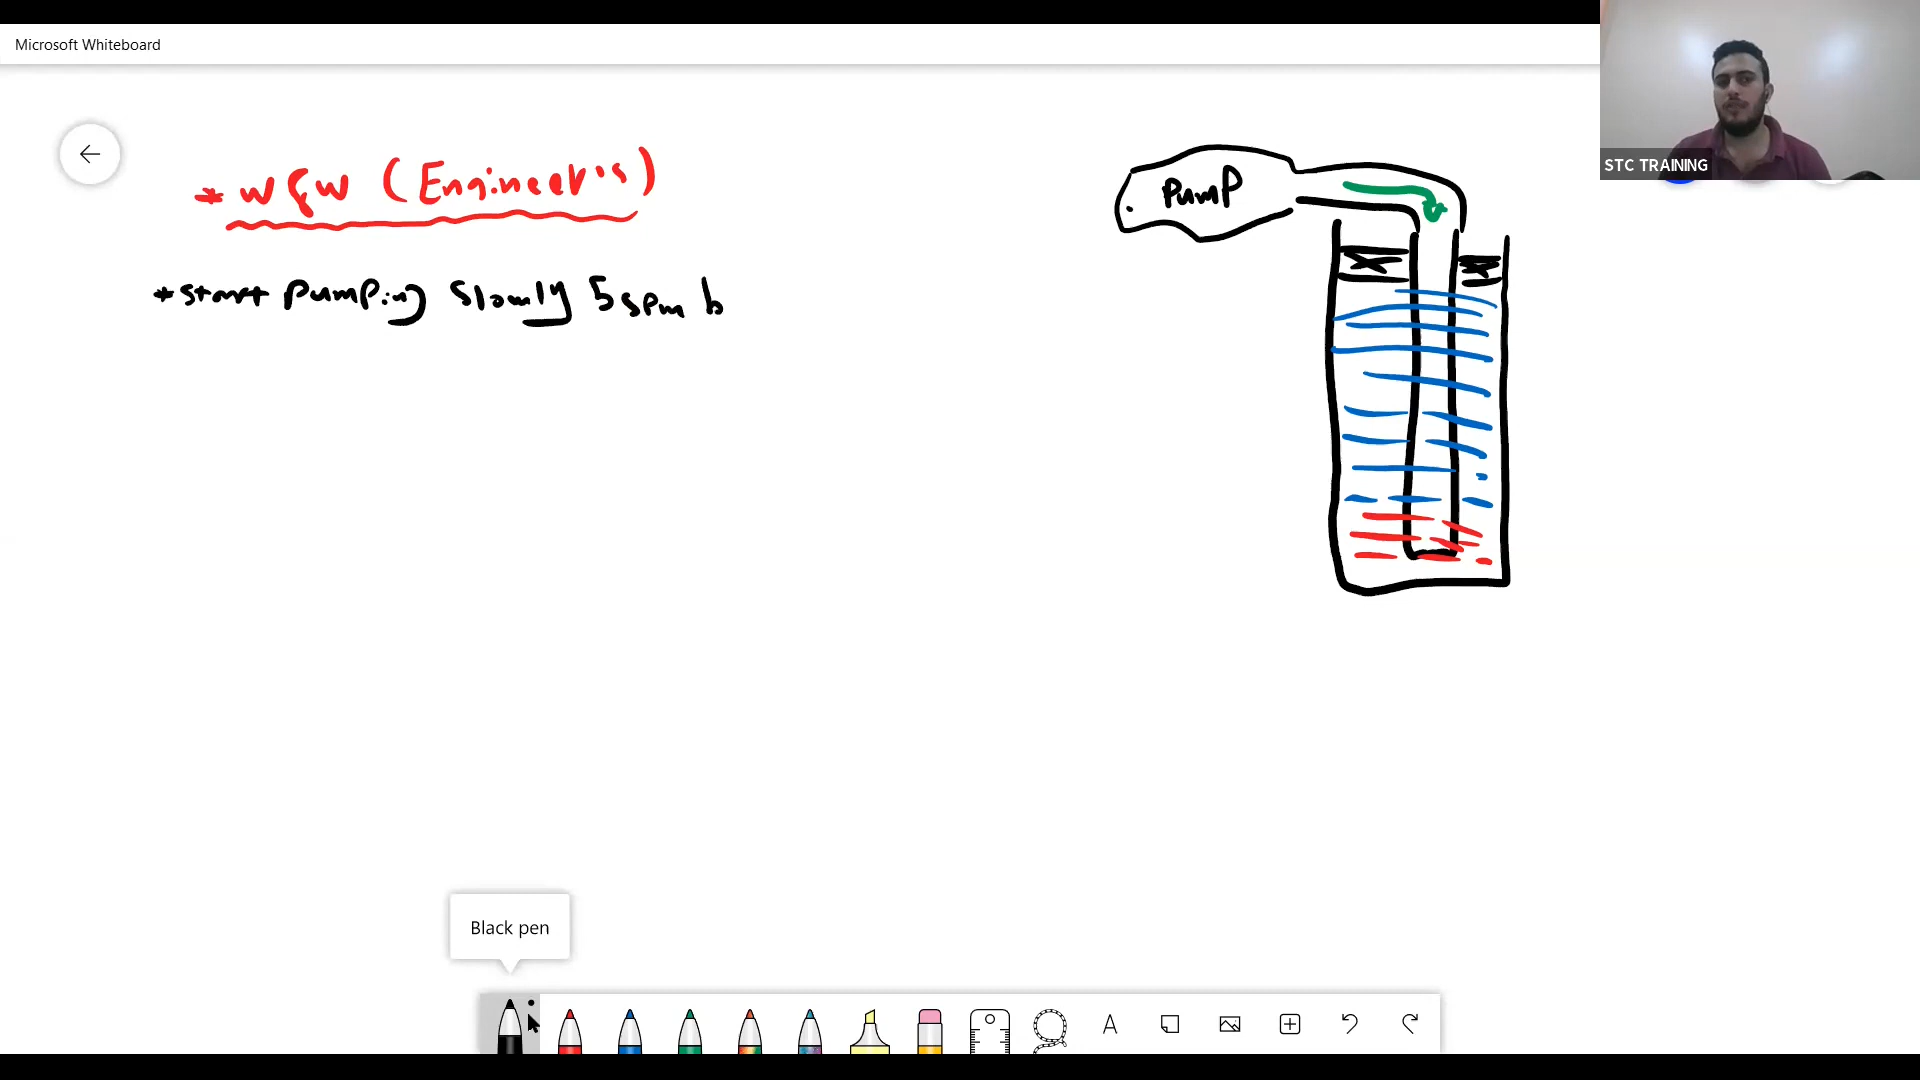 Microsoft Whiteboard
STC TRAINING
* w & w (Engineer's)
PumP
* start Pumping slowly 5 spm b
Black pen
A